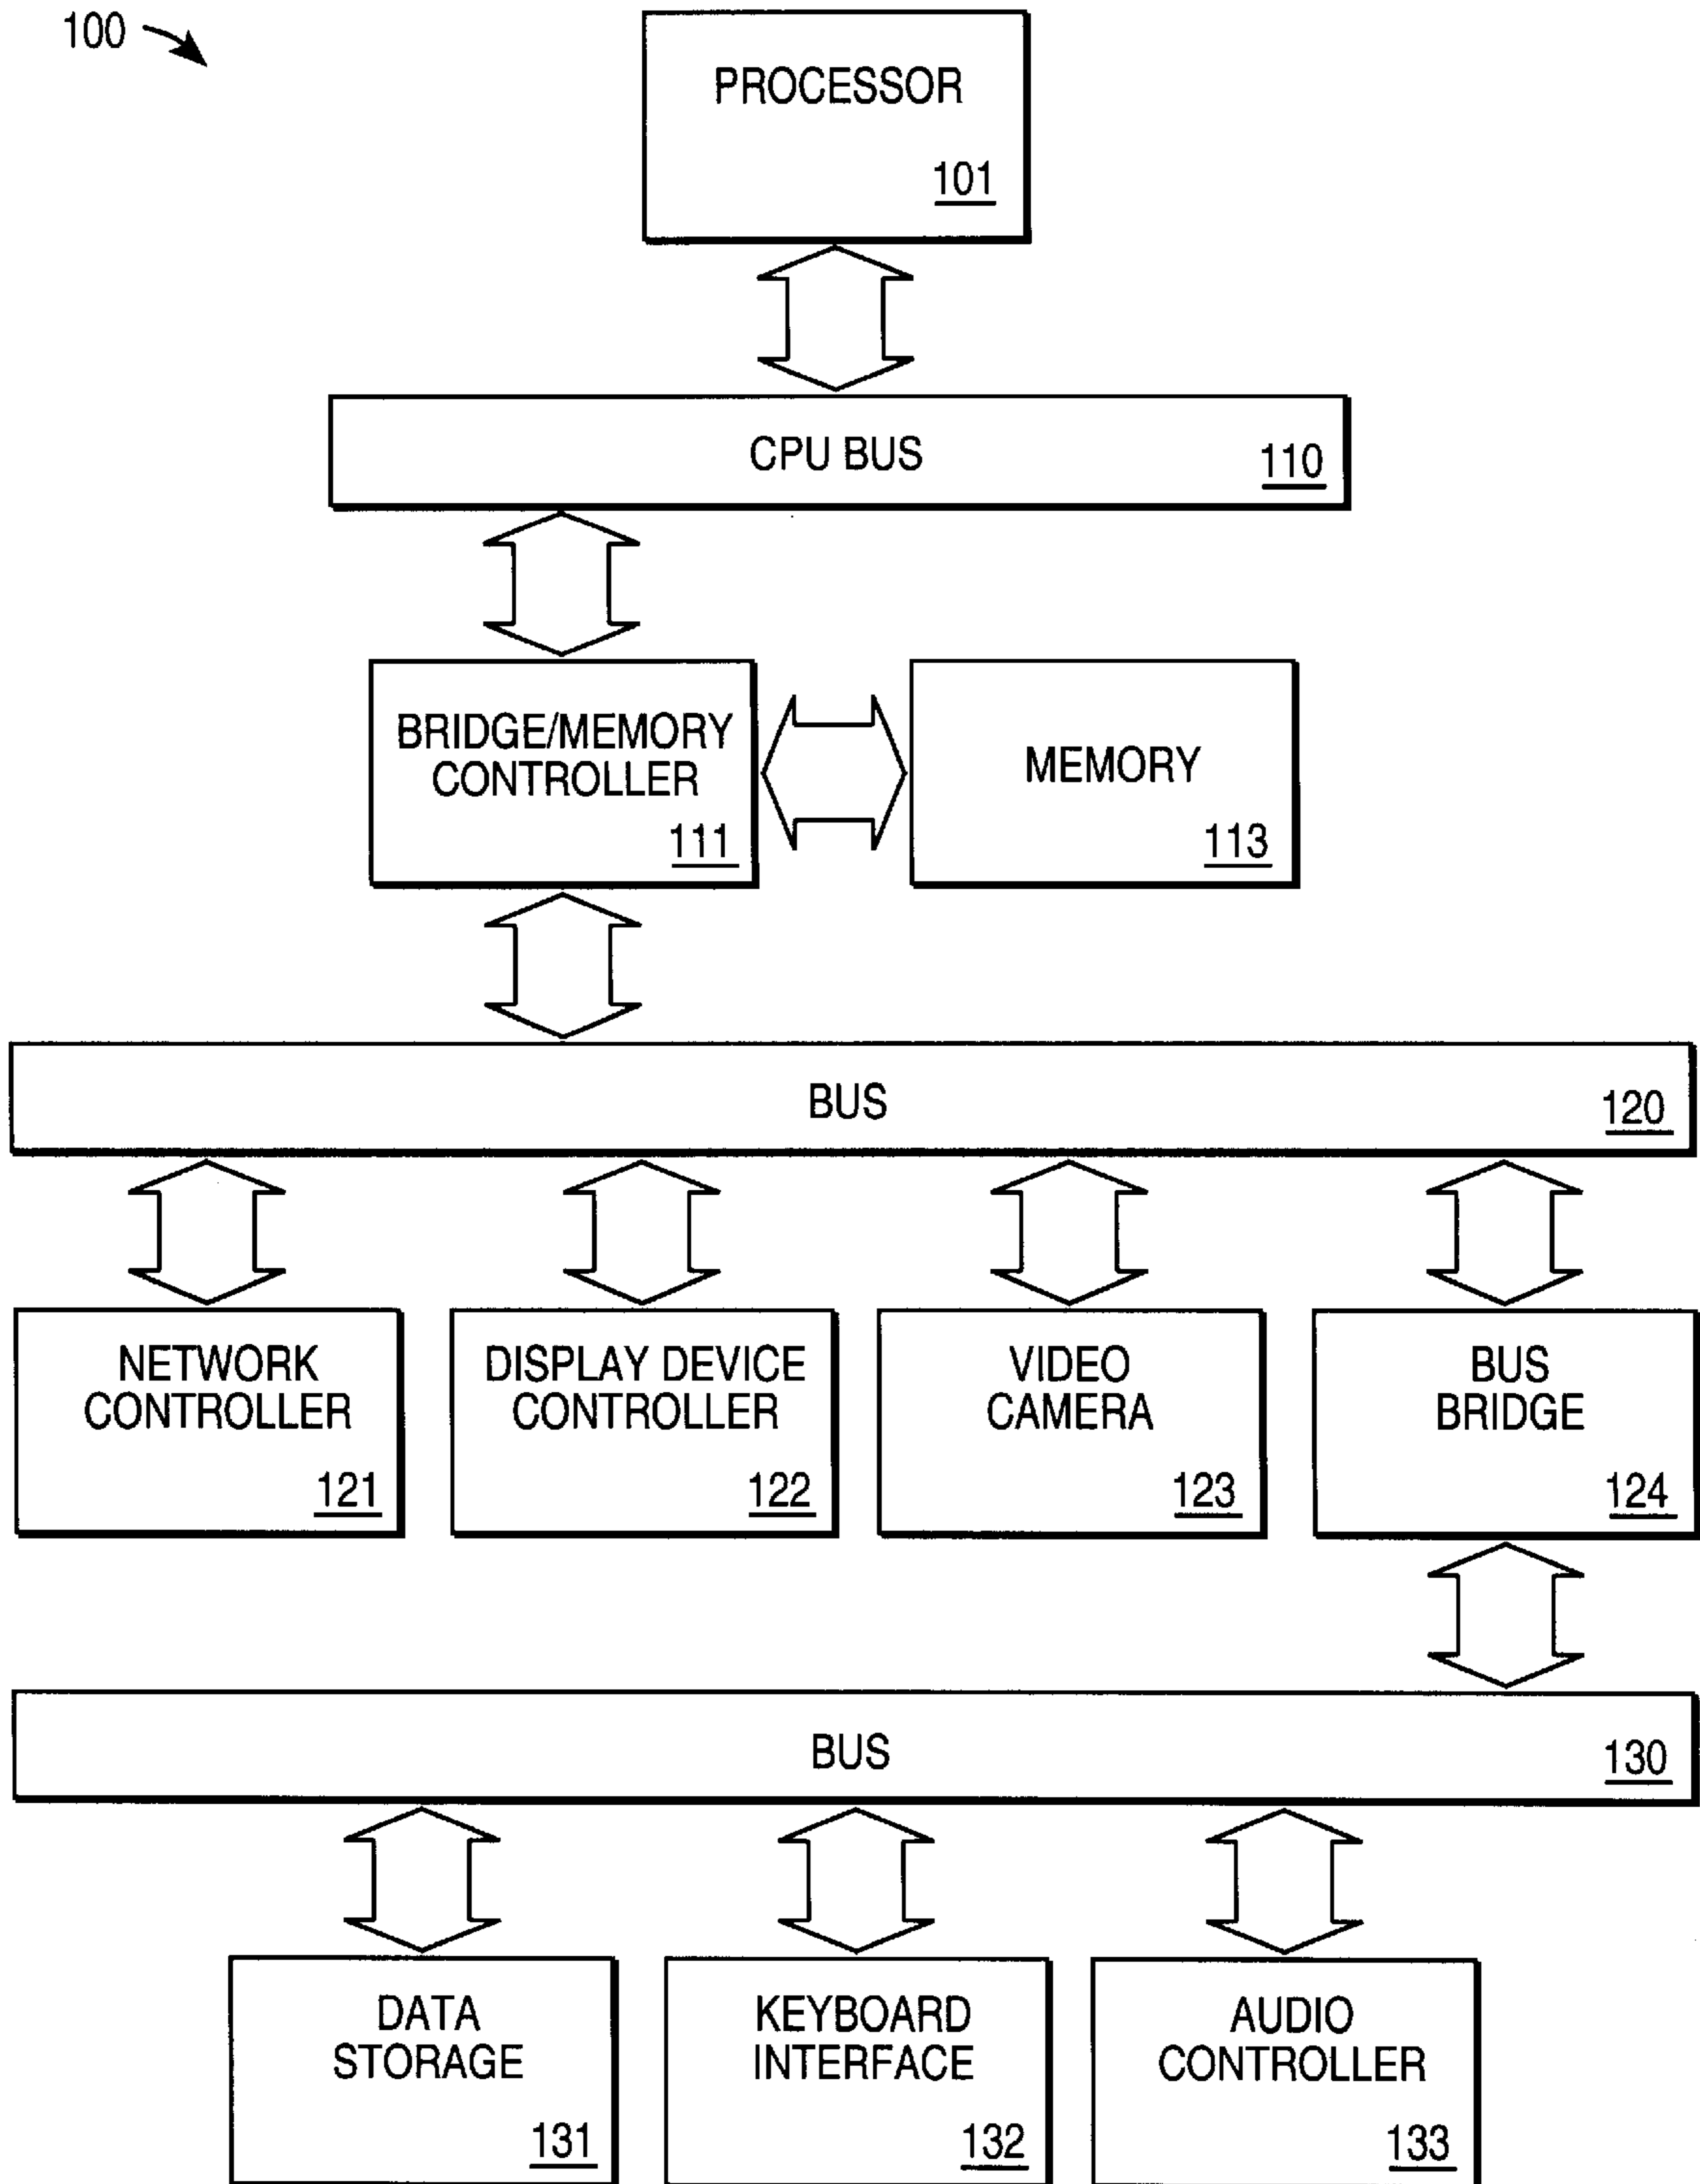 100
PROCESSOR
101
CPU BUS
110
BRIDGE/MEMORY
CONTROLLER
111
MEMORY
113
BUS
120
NETWORK
CONTROLLER
121
DISPLAY DEVICE
CONTROLLER
122
VIDEO
CAMERA
123
BUS
BRIDGE
124
BUS
130
DATA
STORAGE
131
KEYBOARD
INTERFACE
132
AUDIO
CONTROLLER
133